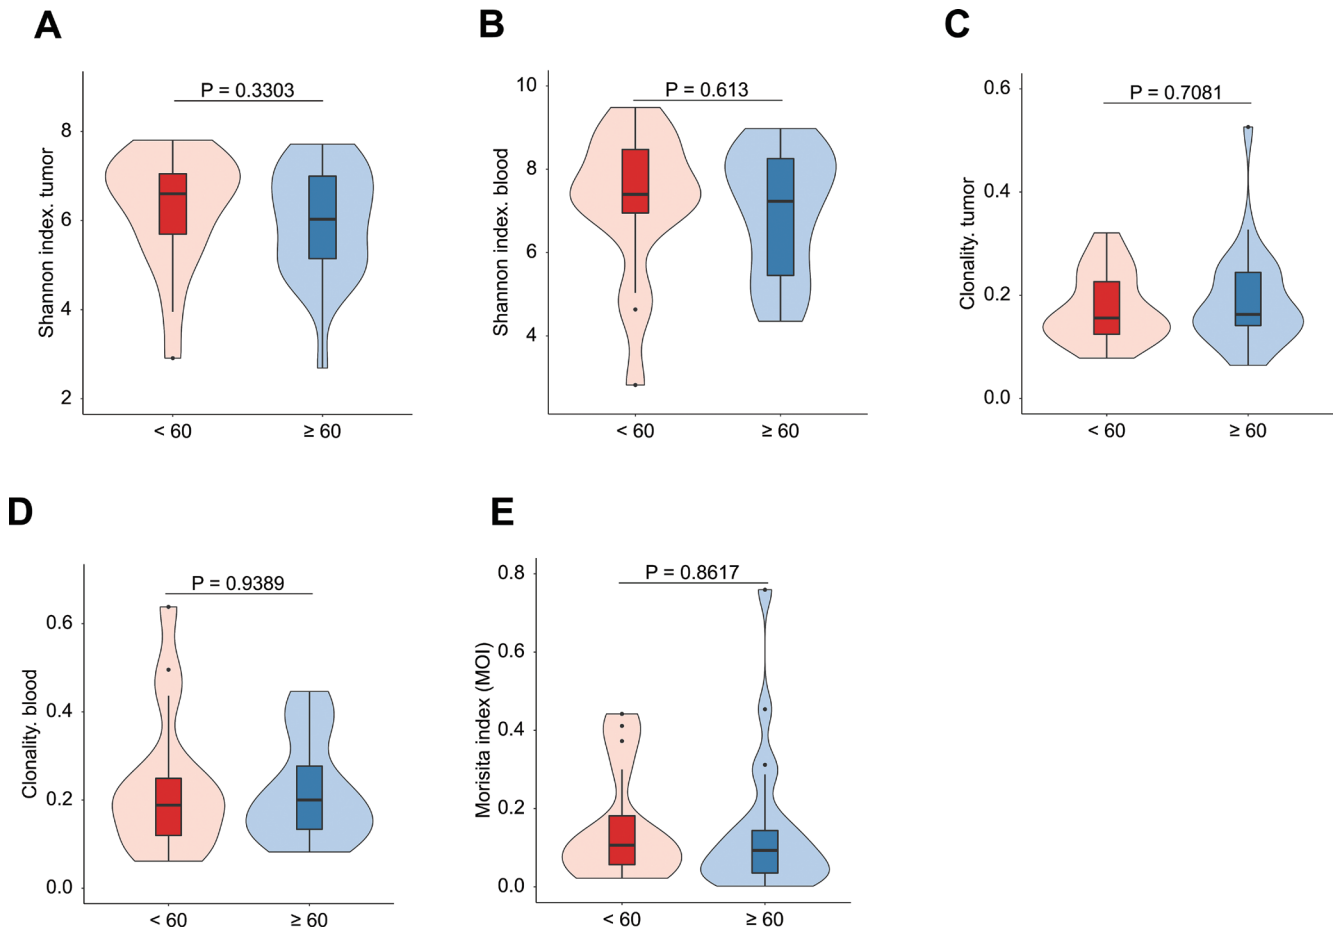 A
P = 0.3303
Shannon index. tumor
8
6
4
2
< 60
≥ 60
B
P = 0.613
Shannon index. blood
10
8
6
4
< 60
≥ 60
C
P = 0.7081
Clonality. tumor
0.6
0.4
0.2
0.0
< 60
≥ 60
D
P = 0.9389
Clonality. blood
0.6
0.4
0.2
0.0
< 60
≥ 60
E
P = 0.8617
Morisita index (MOI)
0.8
0.6
0.4
0.2
0.0
< 60
≥ 60